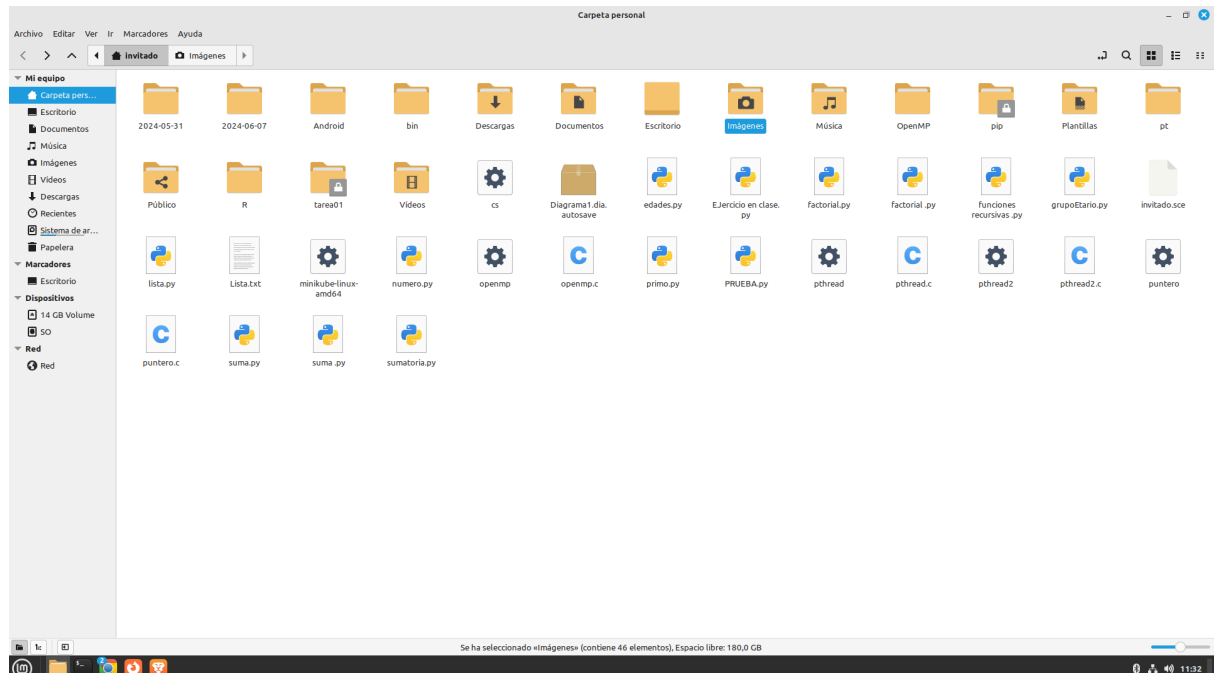 Carpeta personal
Archivo Editar Ver Ir Marcadores Ayuda
invitado Imágenes
Mi equipo
Carpeta pers...
Escritorio
Documentos
Música
Imágenes
Vídeos
Descargas
Recientes
Sistema de ar...
Papelera
Marcadores
Escritorio
Dispositivos
14 GB Volume
SO
Red
Red
2024-05-31 2024-06-07 Android bin Descargas Documentos Escritorio Imágenes Música OpenMP pip Plantillas pt
Público R tarea01 Vídeos cs Diagrama1.dia. edades.py EJercicio en clase. factorial.py factorial .py funciones grupoEtario.py invitado.sce
autosave py recursivas .py
lista.py Lista.txt minikube-linux- numero.py openmp openmp.c primo.py PRUEBA.py pthread pthread.c pthread2 pthread2.c puntero
amd64
puntero.c suma.py suma .py sumatoria.py
Se ha seleccionado «Imágenes» (contiene 46 elementos), Espacio libre: 180,0 GB
2
11:32